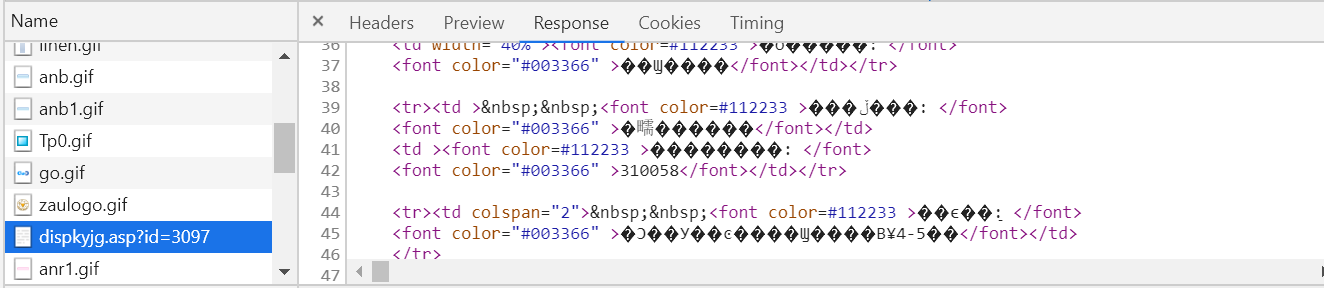 Name
× Headers Preview Response Cookies Timing
linen.gif
anb.gif
anb1.gif
Tp0.gif
go.gif
zaulogo.gif
dispkyjg.asp?id=3097
anr1.gif
36 <td width="40%"><font color=#112233 >�o�����: </font>
37 <font color="#003366" >��Щ����</font></td></tr>
38
39 <tr><td >&nbsp;&nbsp;<font color=#112233 >���ڵ���: </font>
40 <font color="#003366" >�㬂������</font></td>
41 <td ><font color=#112233 >��������: </font>
42 <font color="#003366" >310058</font></td></tr>
43
44 <tr><td colspan="2">&nbsp;&nbsp;<font color=#112233 >��ϵ��: </font>
45 <font color="#003366" >�Ͻ��У��ϵ����Щ����B¥4-5��</font></td>
46 </tr>
47